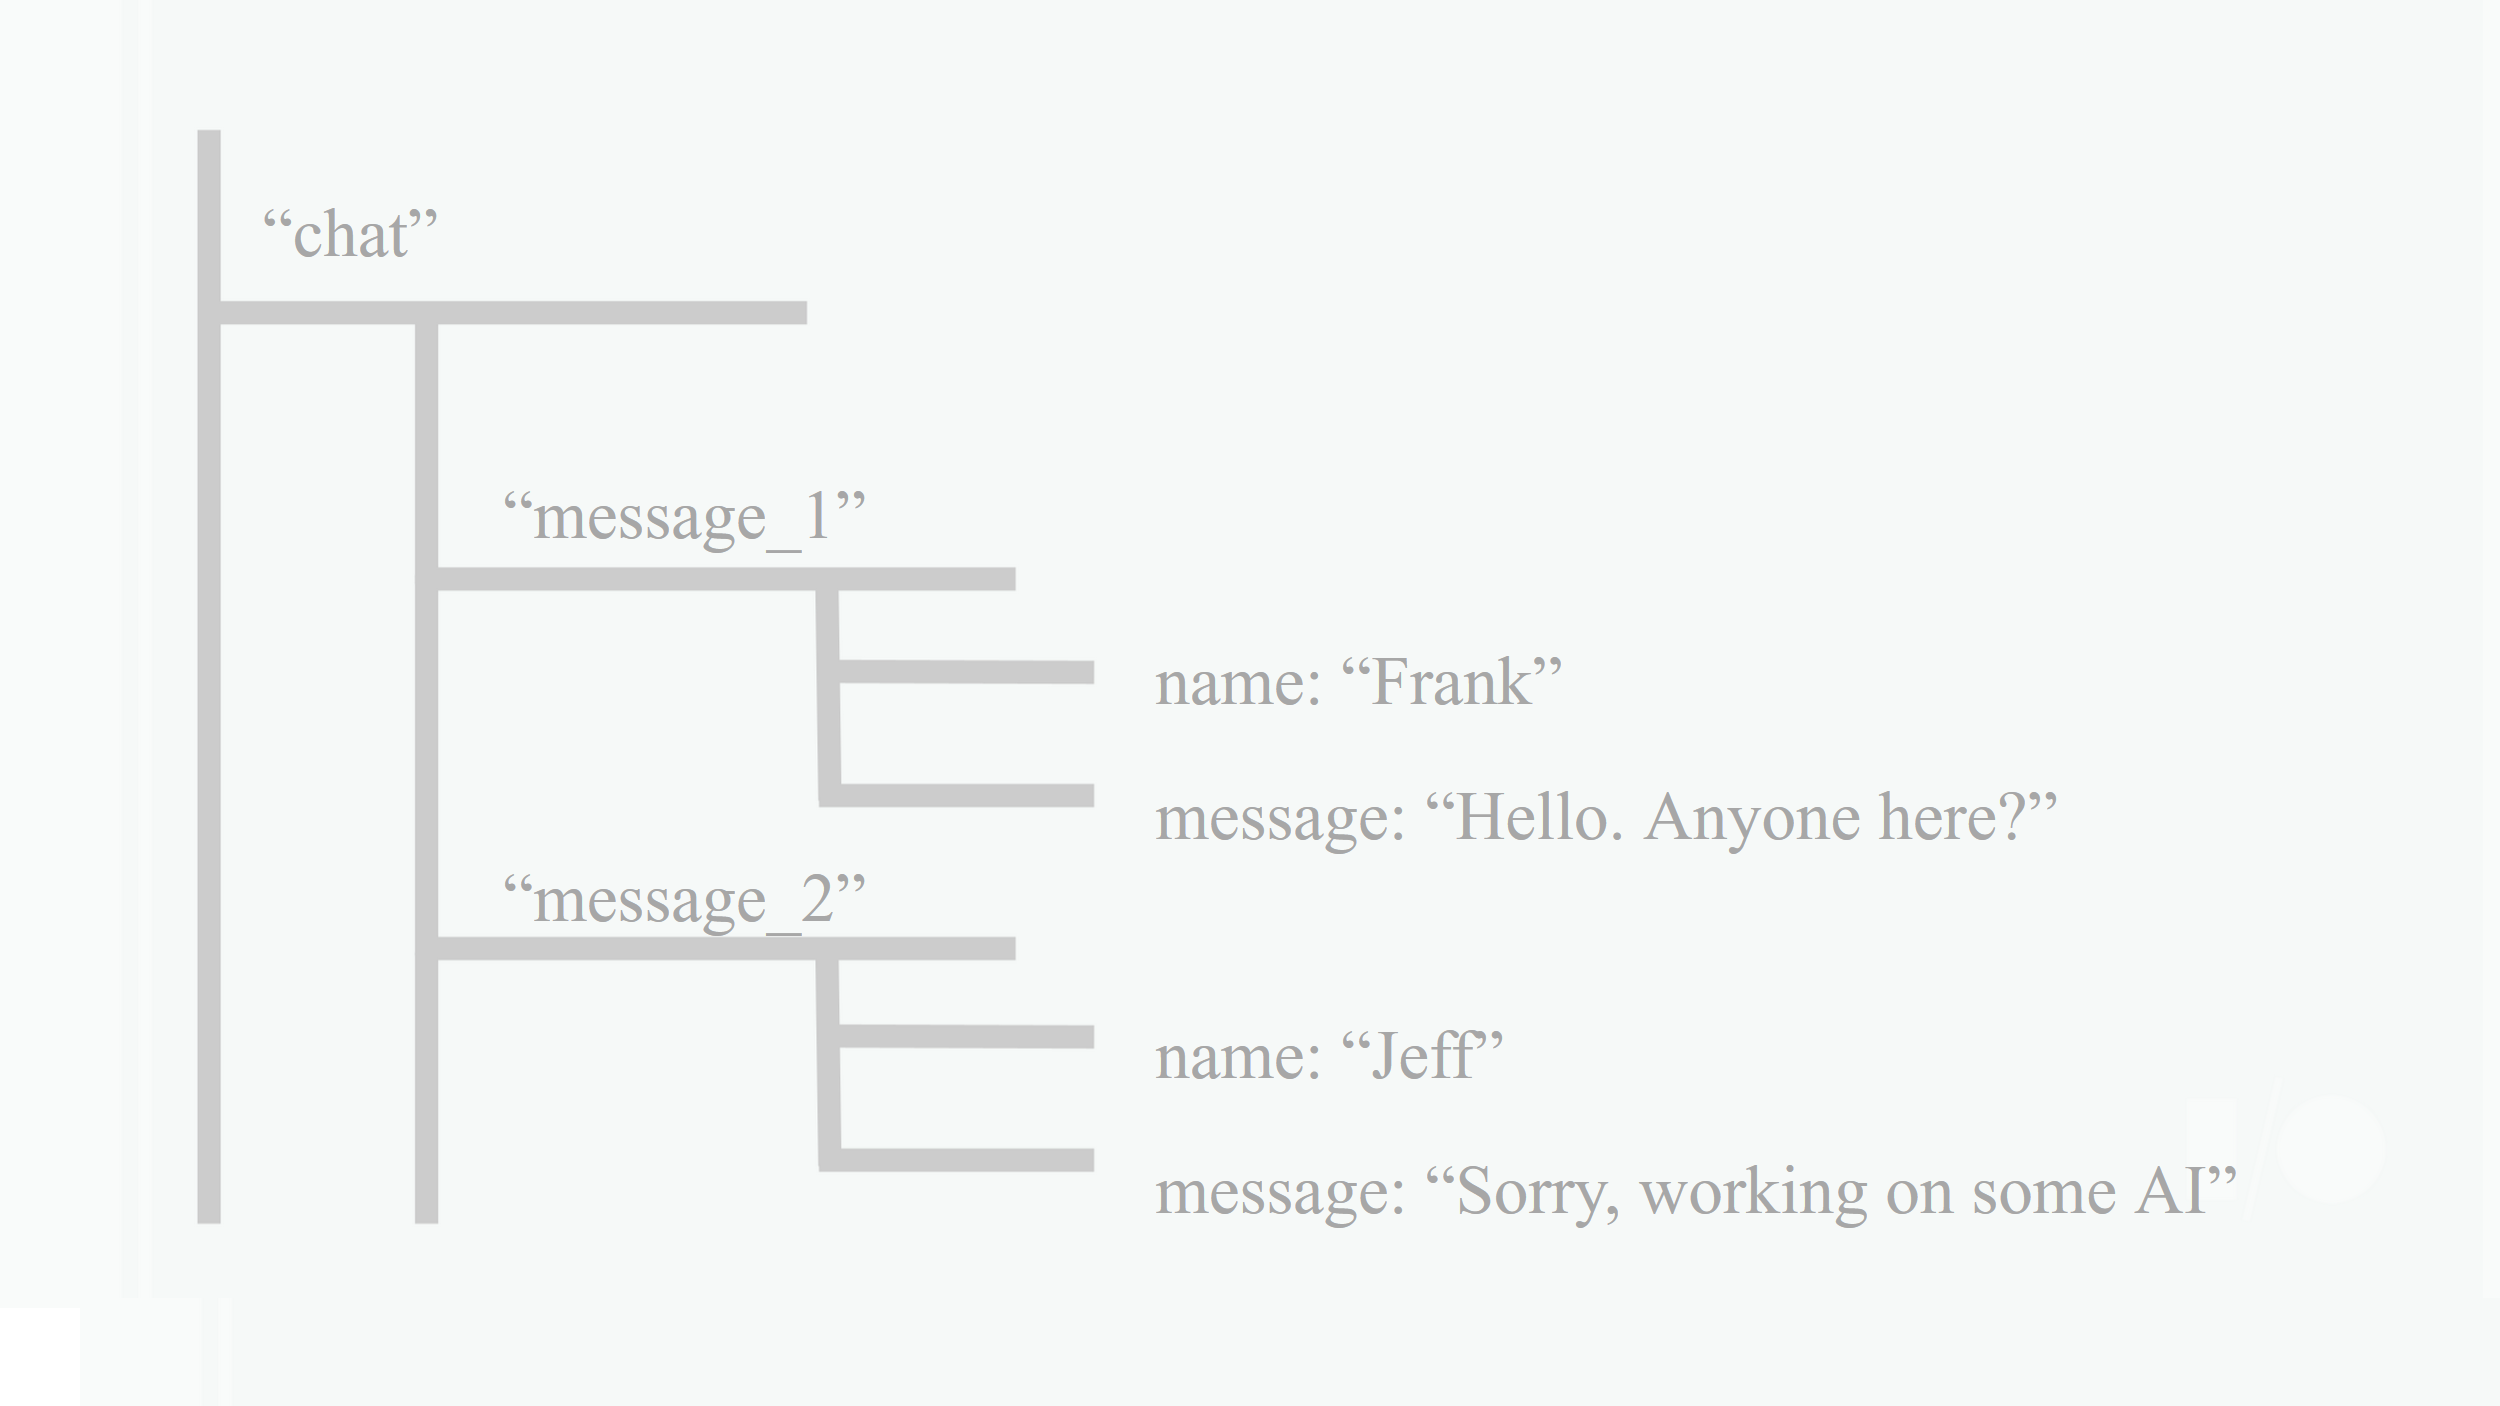 “chat”
“message_1”
name: “Frank”
message: “Hello. Anyone here?”
“message_2”
name: “Jeff”
message: “Sorry, working on some AI”